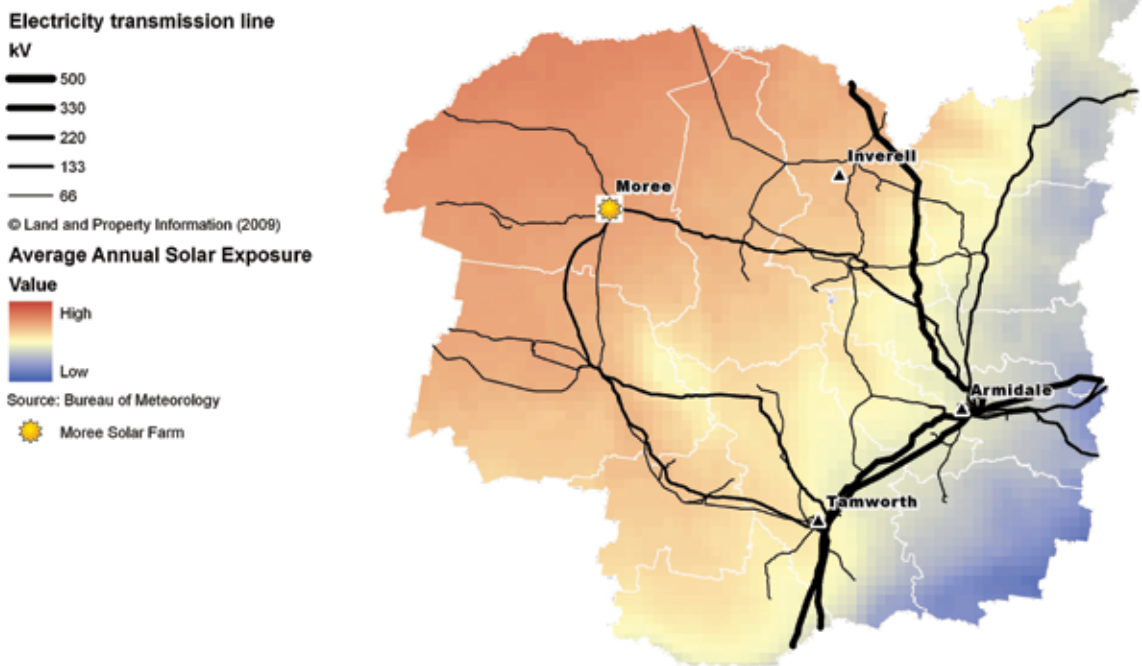 Electricity transmission line
kV
500
330
220
133
66
© Land and Property Information (2009)
Average Annual Solar Exposure
Value
High
Low
Source: Bureau of Meteorology
Moree Solar Farm
Inverell
Moree
Armidale
Tamworth